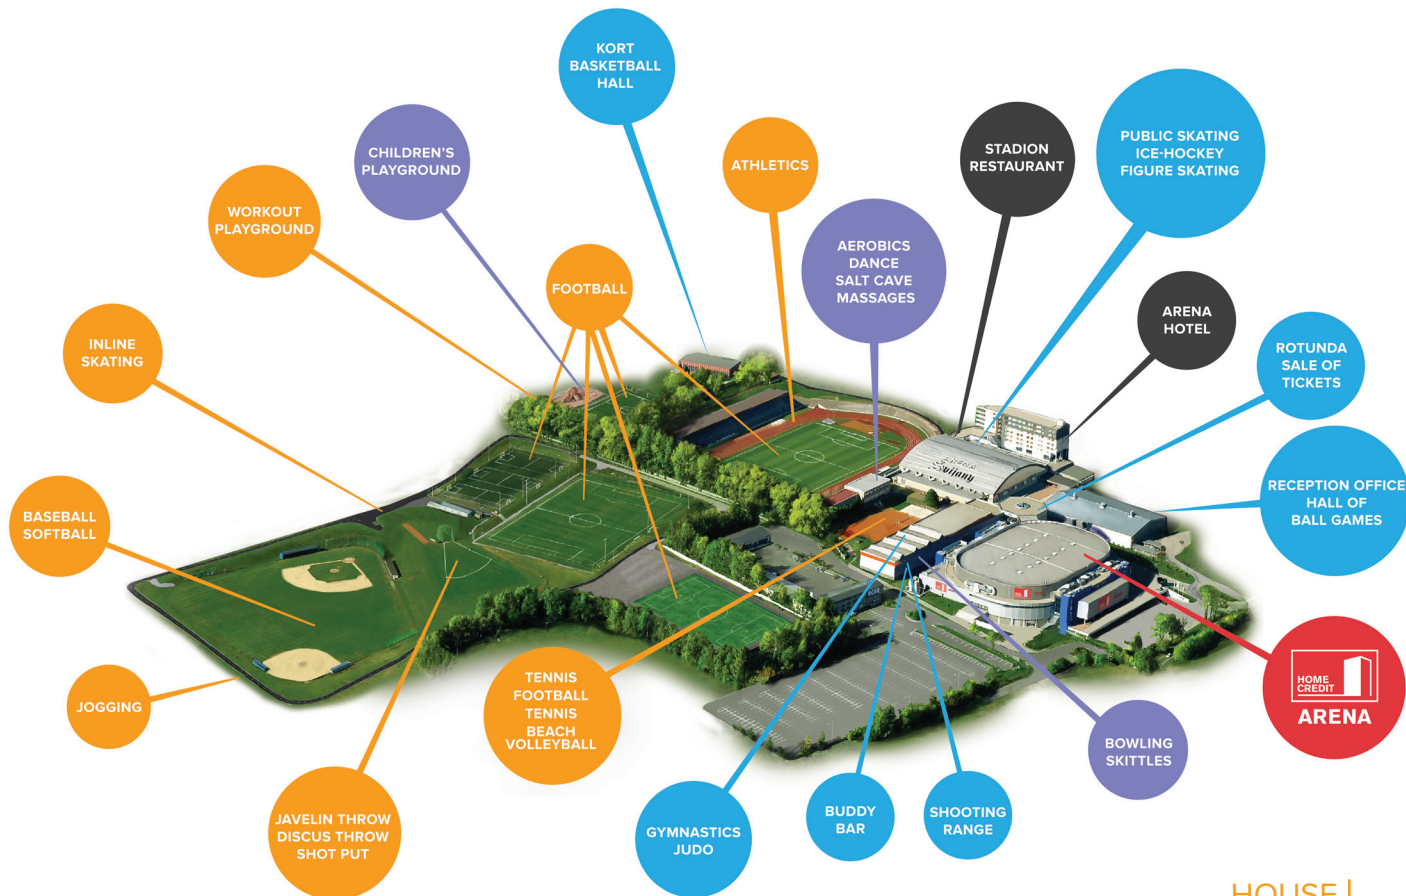 KORT
BASKETBALL
HALL
CHILDREN'S
PLAYGROUND
ATHLETICS
STADION
RESTAURANT
PUBLIC SKATING
ICE-HOCKEY
FIGURE SKATING
WORKOUT
PLAYGROUND
AEROBICS
DANCE
SALT CAVE
MASSAGES
FOOTBALL
ARENA
HOTEL
INLINE
SKATING
ROTUNDA
SALE OF
TICKETS
Svijany
RECEPTION OFFICE
HALL OF
BALL GAMES
BASEBALL
SOFTBALL
JOGGING
TENNIS
FOOTBALL
TENNIS
BEACH
VOLLEYBALL
HOME
CREDIT
ARENA
BOWLING
SKITTLES
JAVELIN THROW
DISCUS THROW
SHOT PUT
GYMNASTICS
JUDO
BUDDY
BAR
SHOOTING
RANGE
HOUSE